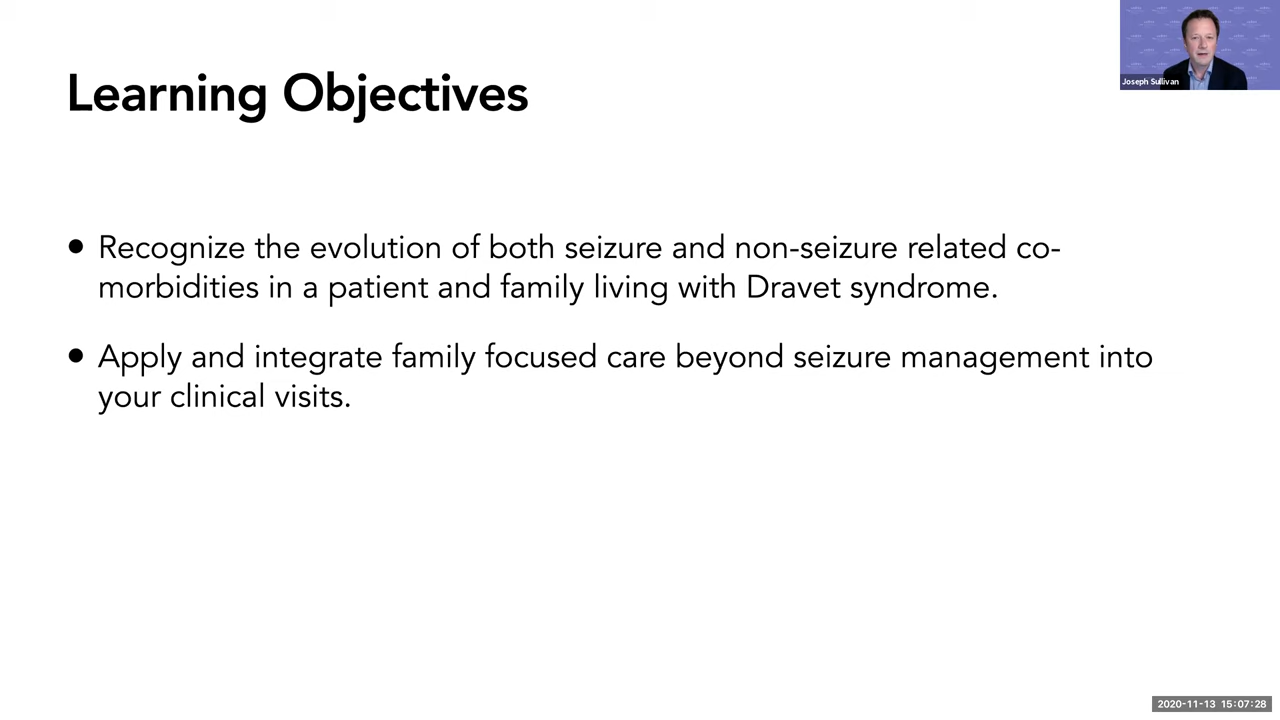 Learning Objectives
Joseph Sullivan
• Recognize the evolution of both seizure and non-seizure related co-
morbidities in a patient and family living with Dravet syndrome.
• Apply and integrate family focused care beyond seizure management into
your clinical visits.
2020-11-13 15:07:28